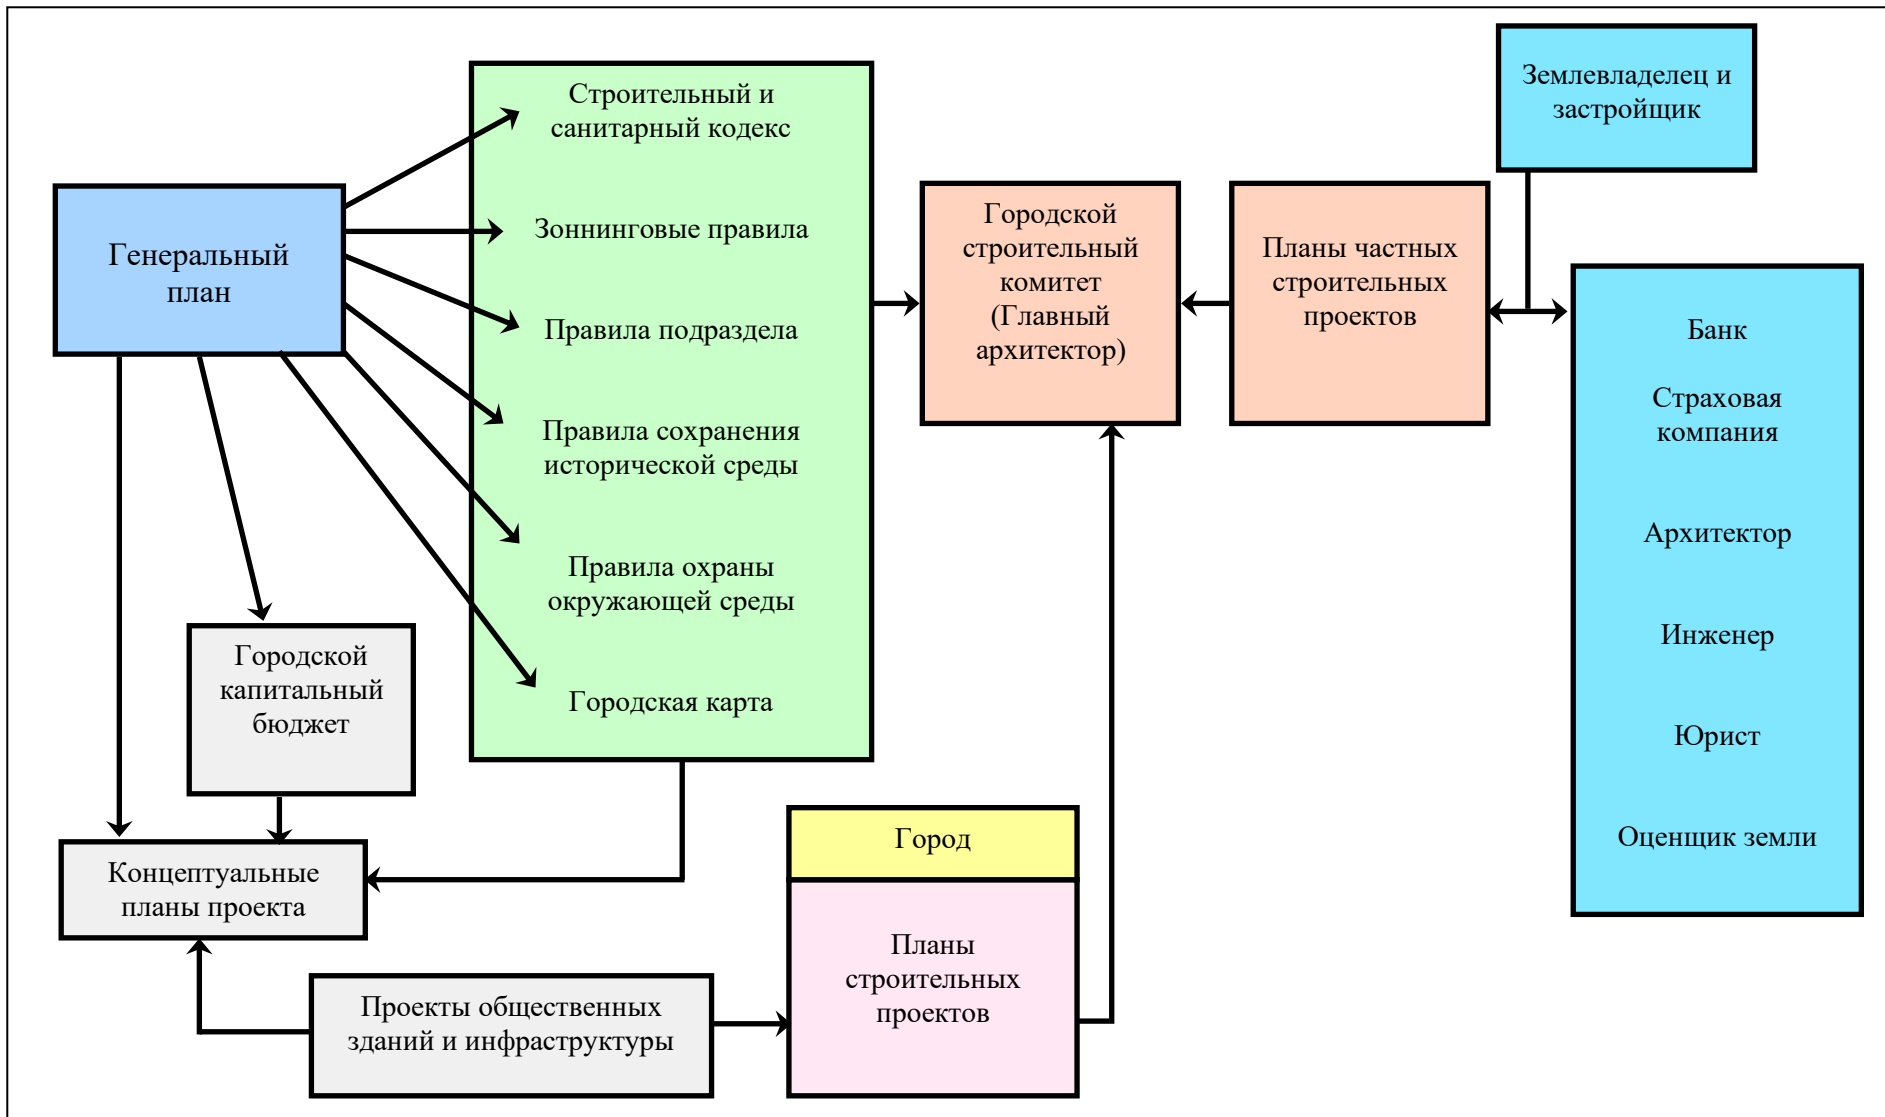 Генеральный
план
Строительный и
санитарный кодекс
Зоннинговые правила
Правила подраздела
Правила сохранения
исторической среды
Правила охраны
окружающей среды
Городская карта
Городской
строительный
комитет
(Главный
архитектор)
Планы частных
строительных
проектов
Землевладелец и
застройщик
Банк
Страховая
компания
Архитектор
Инженер
Юрист
Оценщик земли
Городской
капитальный
бюджет
Концептуальные
планы проекта
Проекты общественных
зданий и инфраструктуры
Город
Планы
строительных
проектов